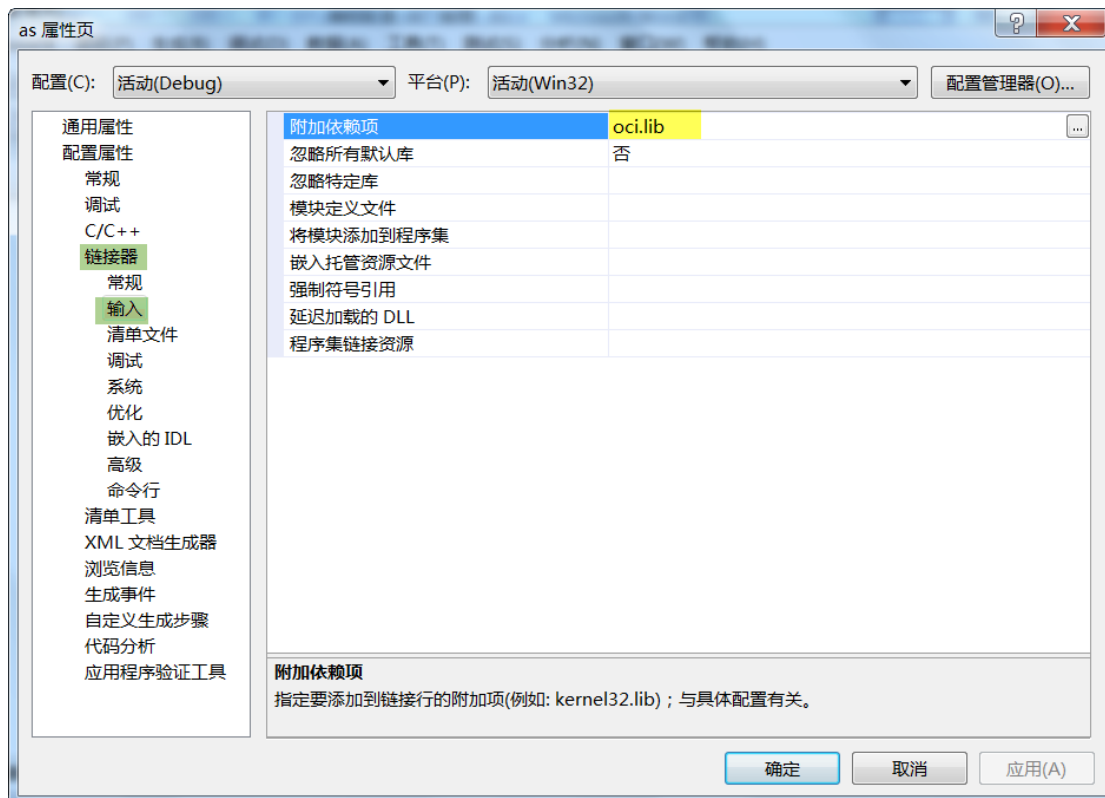 as 属性页
配置(C): 活动(Debug) 平台(P): 活动(Win32) 配置管理器(O)...
通用属性
配置属性
常规
调试
C/C++
链接器
常规
输入
清单文件
调试
系统
优化
嵌入的 IDL
高级
命令行
清单工具
XML 文档生成器
浏览信息
生成事件
自定义生成步骤
代码分析
应用程序验证工具
附加依赖项 oci.lib ...
忽略所有默认库 否
忽略特定库
模块定义文件
将模块添加到程序集
嵌入托管资源文件
强制符号引用
延迟加载的 DLL
程序集链接资源
附加依赖项
指定要添加到链接行的附加项(例如: kernel32.lib)；与具体配置有关。
确定 取消 应用(A)